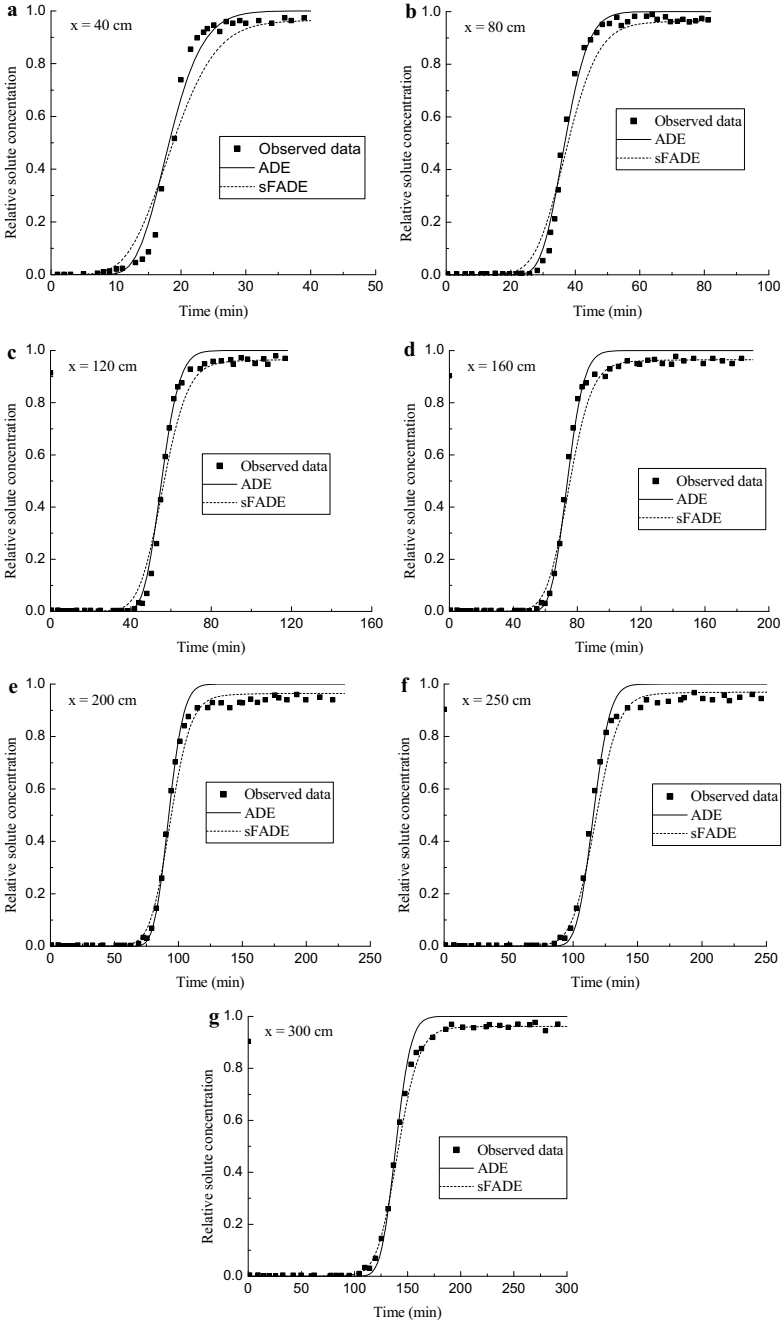 a
x = 40 cm
Relative solute concentration
1.0
0.8
0.6
0.4
0.2
0.0
0 10 20 30 40 50
Time (min)
Observed data
ADE
sFADE
b
x = 80 cm
Relative solute concentration
1.0
0.8
0.6
0.4
0.2
0.0
0 20 40 60 80 100
Time (min)
Observed data
ADE
sFADE
c
x = 120 cm
Relative solute concentration
1.0
0.8
0.6
0.4
0.2
0.0
0 40 80 120 160
Time (min)
Observed data
ADE
sFADE
d
x = 160 cm
Relative solute concentration
1.0
0.8
0.6
0.4
0.2
0.0
0 40 80 120 160 200
Time (min)
Observed data
ADE
sFADE
e
x = 200 cm
Relative solute concentration
1.0
0.8
0.6
0.4
0.2
0.0
0 50 100 150 200 250
Time (min)
Observed data
ADE
sFADE
f
x = 250 cm
Relative solute concentration
1.0
0.8
0.6
0.4
0.2
0.0
0 50 100 150 200 250
Time (min)
Observed data
ADE
sFADE
g
x = 300 cm
Relative solute concentration
1.0
0.8
0.6
0.4
0.2
0.0
0 50 100 150 200 250 300
Time (min)
Observed data
ADE
sFADE